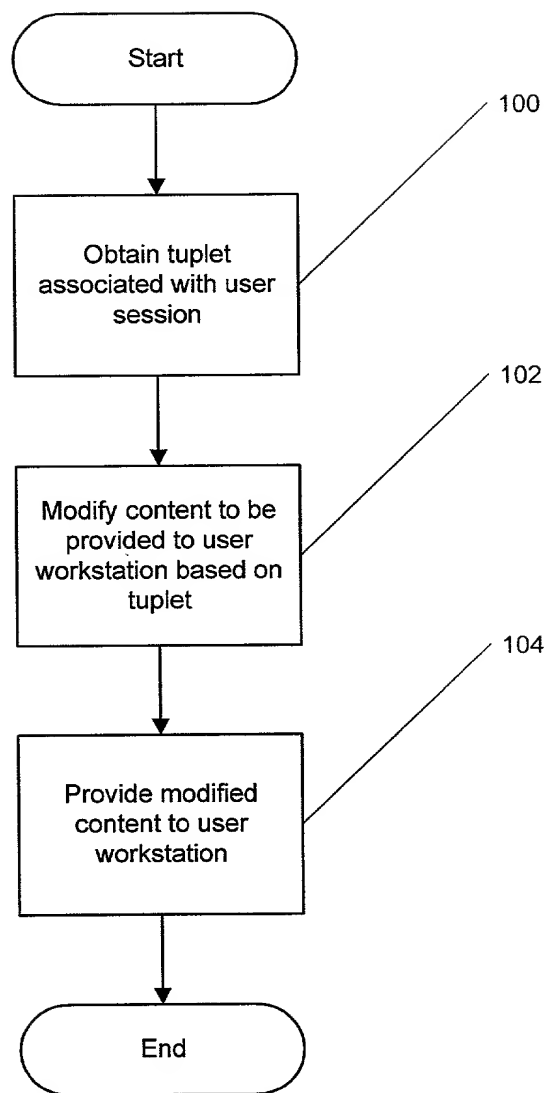 Start
100
Obtain tuplet
associated with user
session
102
Modify content to be
provided to user
workstation based on
tuplet
104
Provide modified
content to user
workstation
End